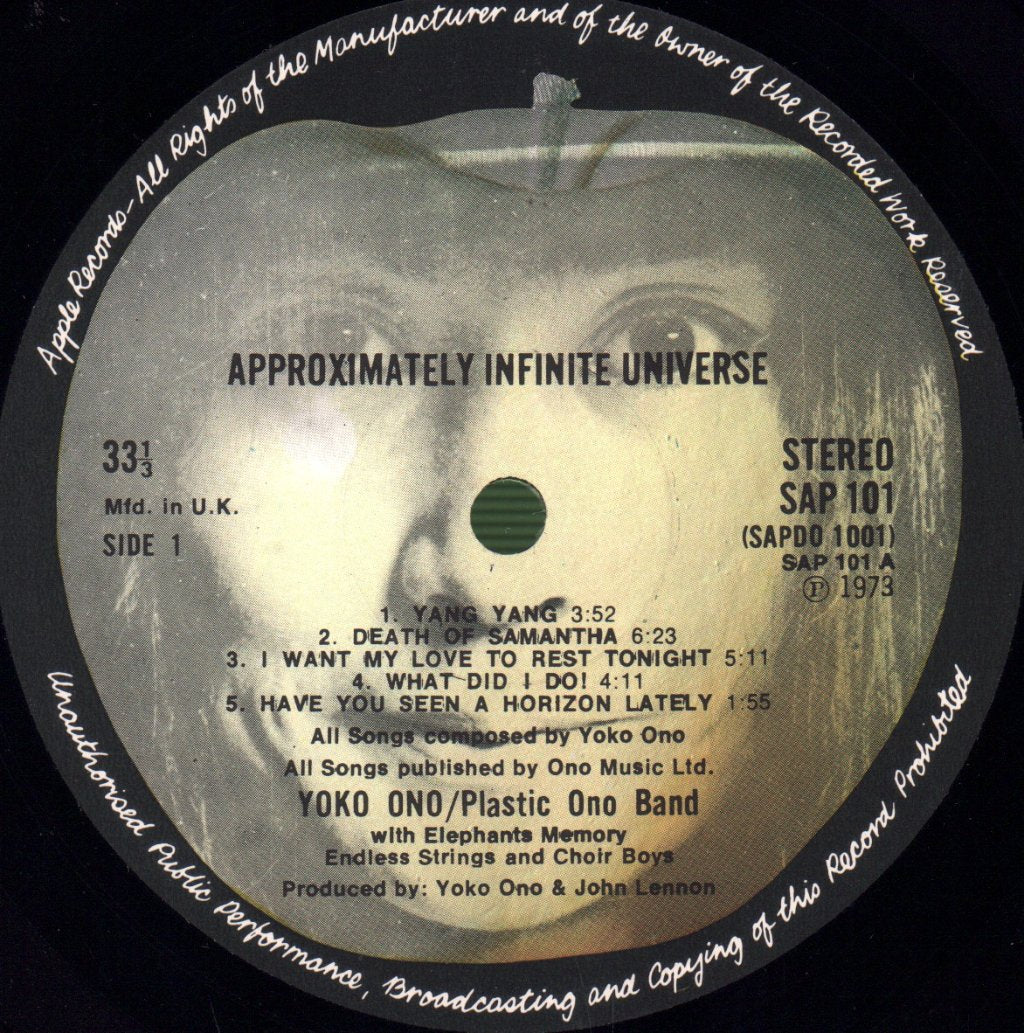 Apple Records-All Rights of the Manufacturer and of the Owner of the Recorded Work Reserved
APPROXIMATELY INFINITE UNIVERSE
33⅓
Mfd. in U.K.
SIDE 1
STEREO
SAP 101
(SAPDO 1001)
SAP 101 A
Ⓟ 1973
1. YANG YANG 3:52
2. DEATH OF SAMANTHA 6:23
3. I WANT MY LOVE TO REST TONIGHT 5:11
4. WHAT DID I DO! 4:11
5. HAVE YOU SEEN A HORIZON LATELY 1:55
All Songs composed by Yoko Ono
All Songs published by Ono Music Ltd.
YOKO ONO/Plastic Ono Band
with Elephants Memory
Endless Strings and Choir Boys
Produced by: Yoko Ono & John Lennon
Unauthorised Public Performance, Broadcasting and Copying of this Record Prohibited